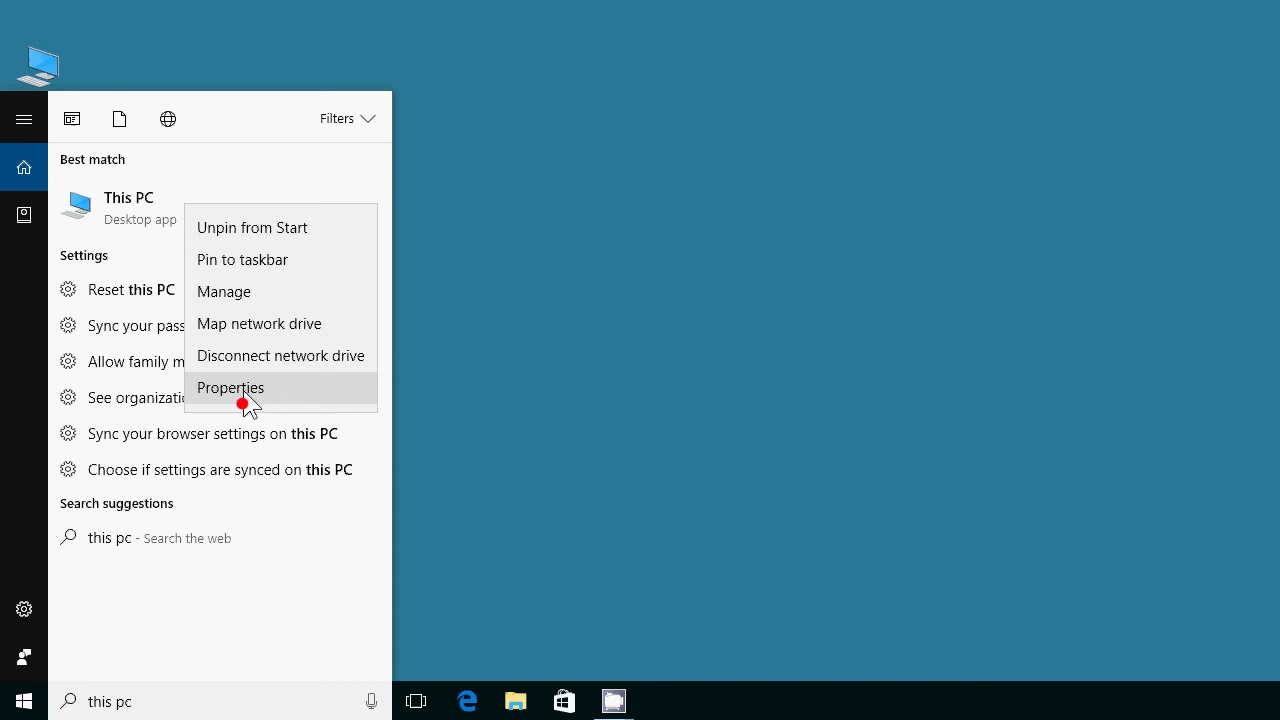 Filters
Best match
This PC
Desktop app
Unpin from Start
Pin to taskbar
Manage
Map network drive
Disconnect network drive
Properties
Settings
Reset this PC
Sync your pass
Allow family m
See organizatio
Sync your browser settings on this PC
Choose if settings are synced on this PC
Search suggestions
this pc - Search the web
this pc